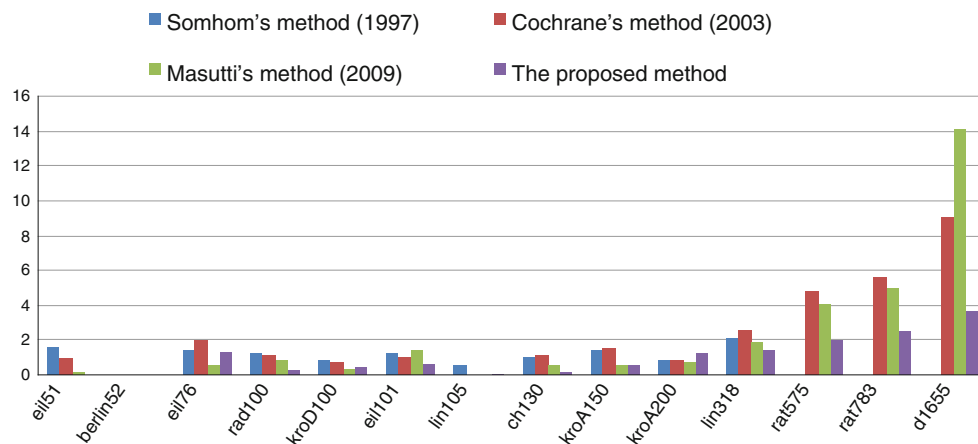 Somhom's method (1997)
Cochrane's method (2003)
Masutti's method (2009)
The proposed method
16
14
12
10
8
6
4
2
0
eil51
berlin52
eil76
rad100
kroD100
eil101
lin105
ch130
kroA150
kroA200
lin318
rat575
rat783
d1655